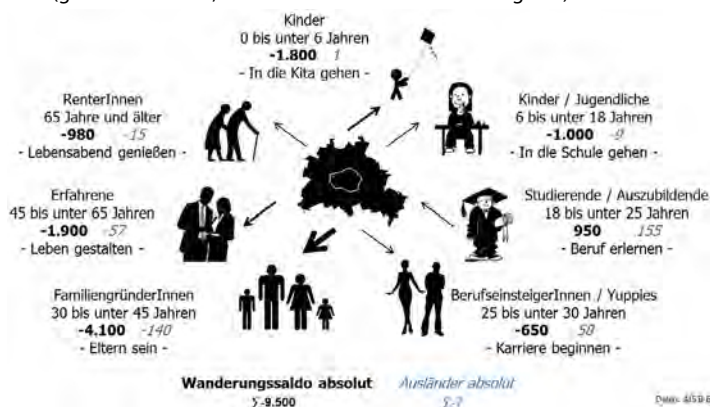 Kinder
0 bis unter 6 Jahren
-1.800 1
- In die Kita gehen -
RenterInnen
65 Jahre und älter
-980 -15
- Lebensabend genießen -
Kinder / Jugendliche
6 bis unter 18 Jahren
-1.000 -9
- In die Schule gehen -
Erfahrene
45 bis unter 65 Jahren
-1.900 -57
- Leben gestalten -
Studierende / Auszubildende
18 bis unter 25 Jahren
950 155
- Beruf erlernen -
FamiliengründerInnen
30 bis unter 45 Jahren
-4.100 -140
- Eltern sein -
BerufseinsteigerInnen / Yuppies
25 bis unter 30 Jahren
-650 58
- Karriere beginnen -
Wanderungssaldo absolut Ausländer absolut
∑-9.500